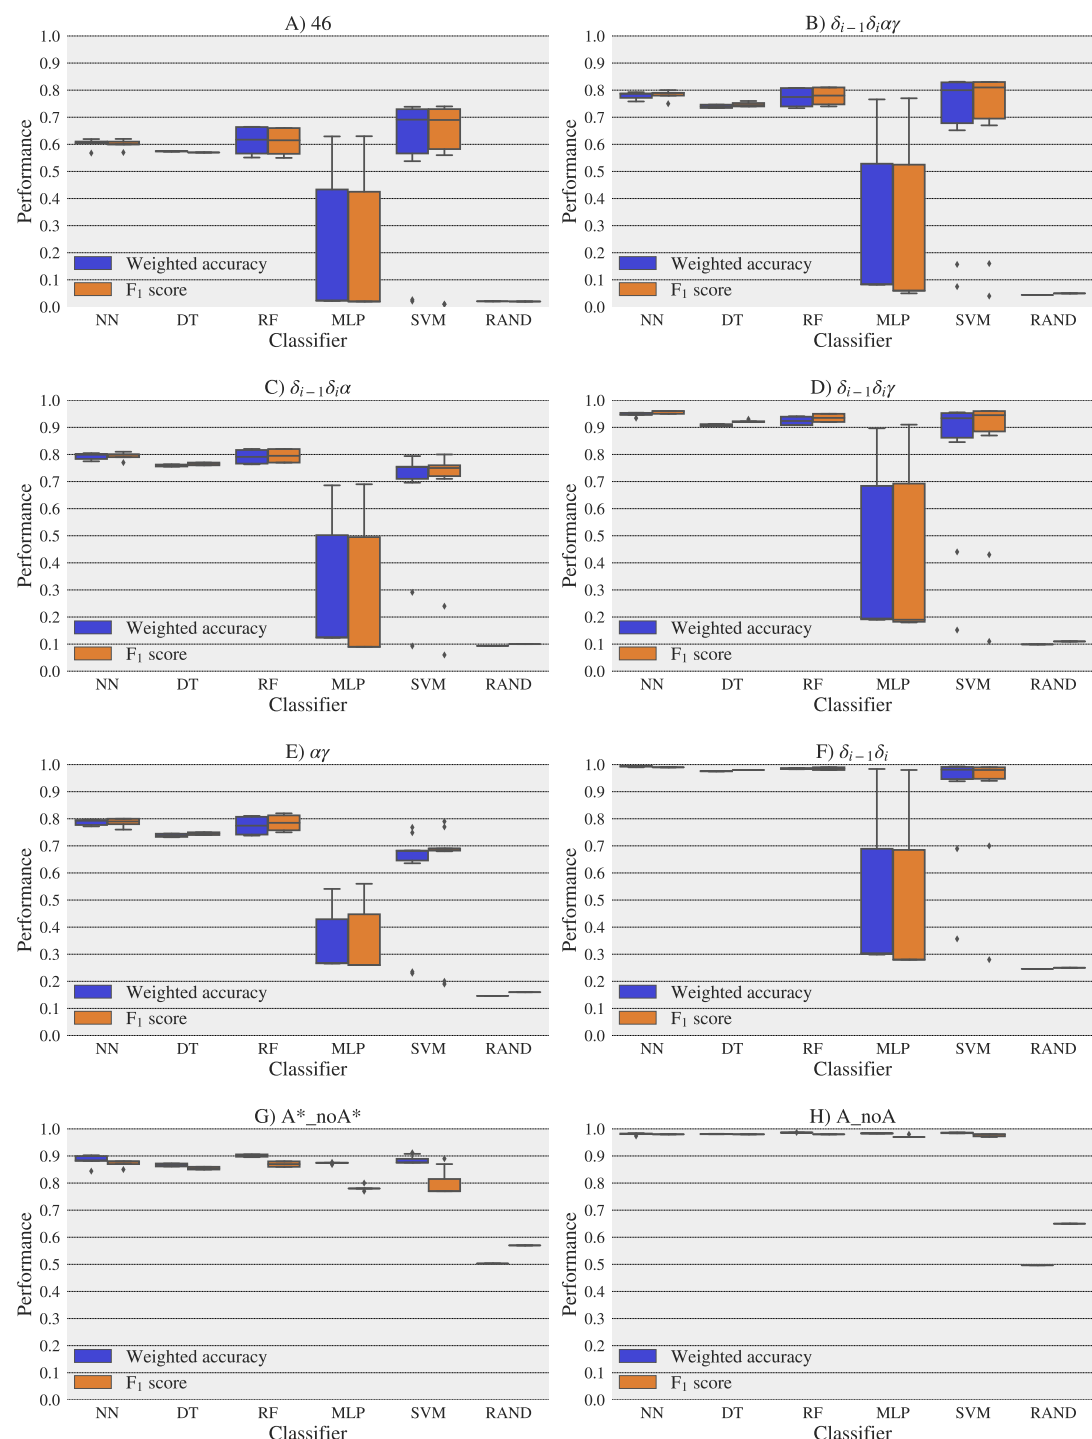 A) 46
1.0
0.9
0.8
0.7
0.6
0.5
0.4
0.3
0.2
0.1
0.0
Performance
Weighted accuracy
F₁ score
NN DT RF MLP SVM RAND
Classifier
B) δᵢ₋₁δᵢαγ
1.0
0.9
0.8
0.7
0.6
0.5
0.4
0.3
0.2
0.1
0.0
Performance
Weighted accuracy
F₁ score
NN DT RF MLP SVM RAND
Classifier
C) δᵢ₋₁δᵢα
1.0
0.9
0.8
0.7
0.6
0.5
0.4
0.3
0.2
0.1
0.0
Performance
Weighted accuracy
F₁ score
NN DT RF MLP SVM RAND
Classifier
D) δᵢ₋₁δᵢγ
1.0
0.9
0.8
0.7
0.6
0.5
0.4
0.3
0.2
0.1
0.0
Performance
Weighted accuracy
F₁ score
NN DT RF MLP SVM RAND
Classifier
E) αγ
1.0
0.9
0.8
0.7
0.6
0.5
0.4
0.3
0.2
0.1
0.0
Performance
Weighted accuracy
F₁ score
NN DT RF MLP SVM RAND
Classifier
F) δᵢ₋₁δᵢ
1.0
0.9
0.8
0.7
0.6
0.5
0.4
0.3
0.2
0.1
0.0
Performance
Weighted accuracy
F₁ score
NN DT RF MLP SVM RAND
Classifier
G) A*_noA*
1.0
0.9
0.8
0.7
0.6
0.5
0.4
0.3
0.2
0.1
0.0
Performance
Weighted accuracy
F₁ score
NN DT RF MLP SVM RAND
Classifier
H) A_noA
1.0
0.9
0.8
0.7
0.6
0.5
0.4
0.3
0.2
0.1
0.0
Performance
Weighted accuracy
F₁ score
NN DT RF MLP SVM RAND
Classifier